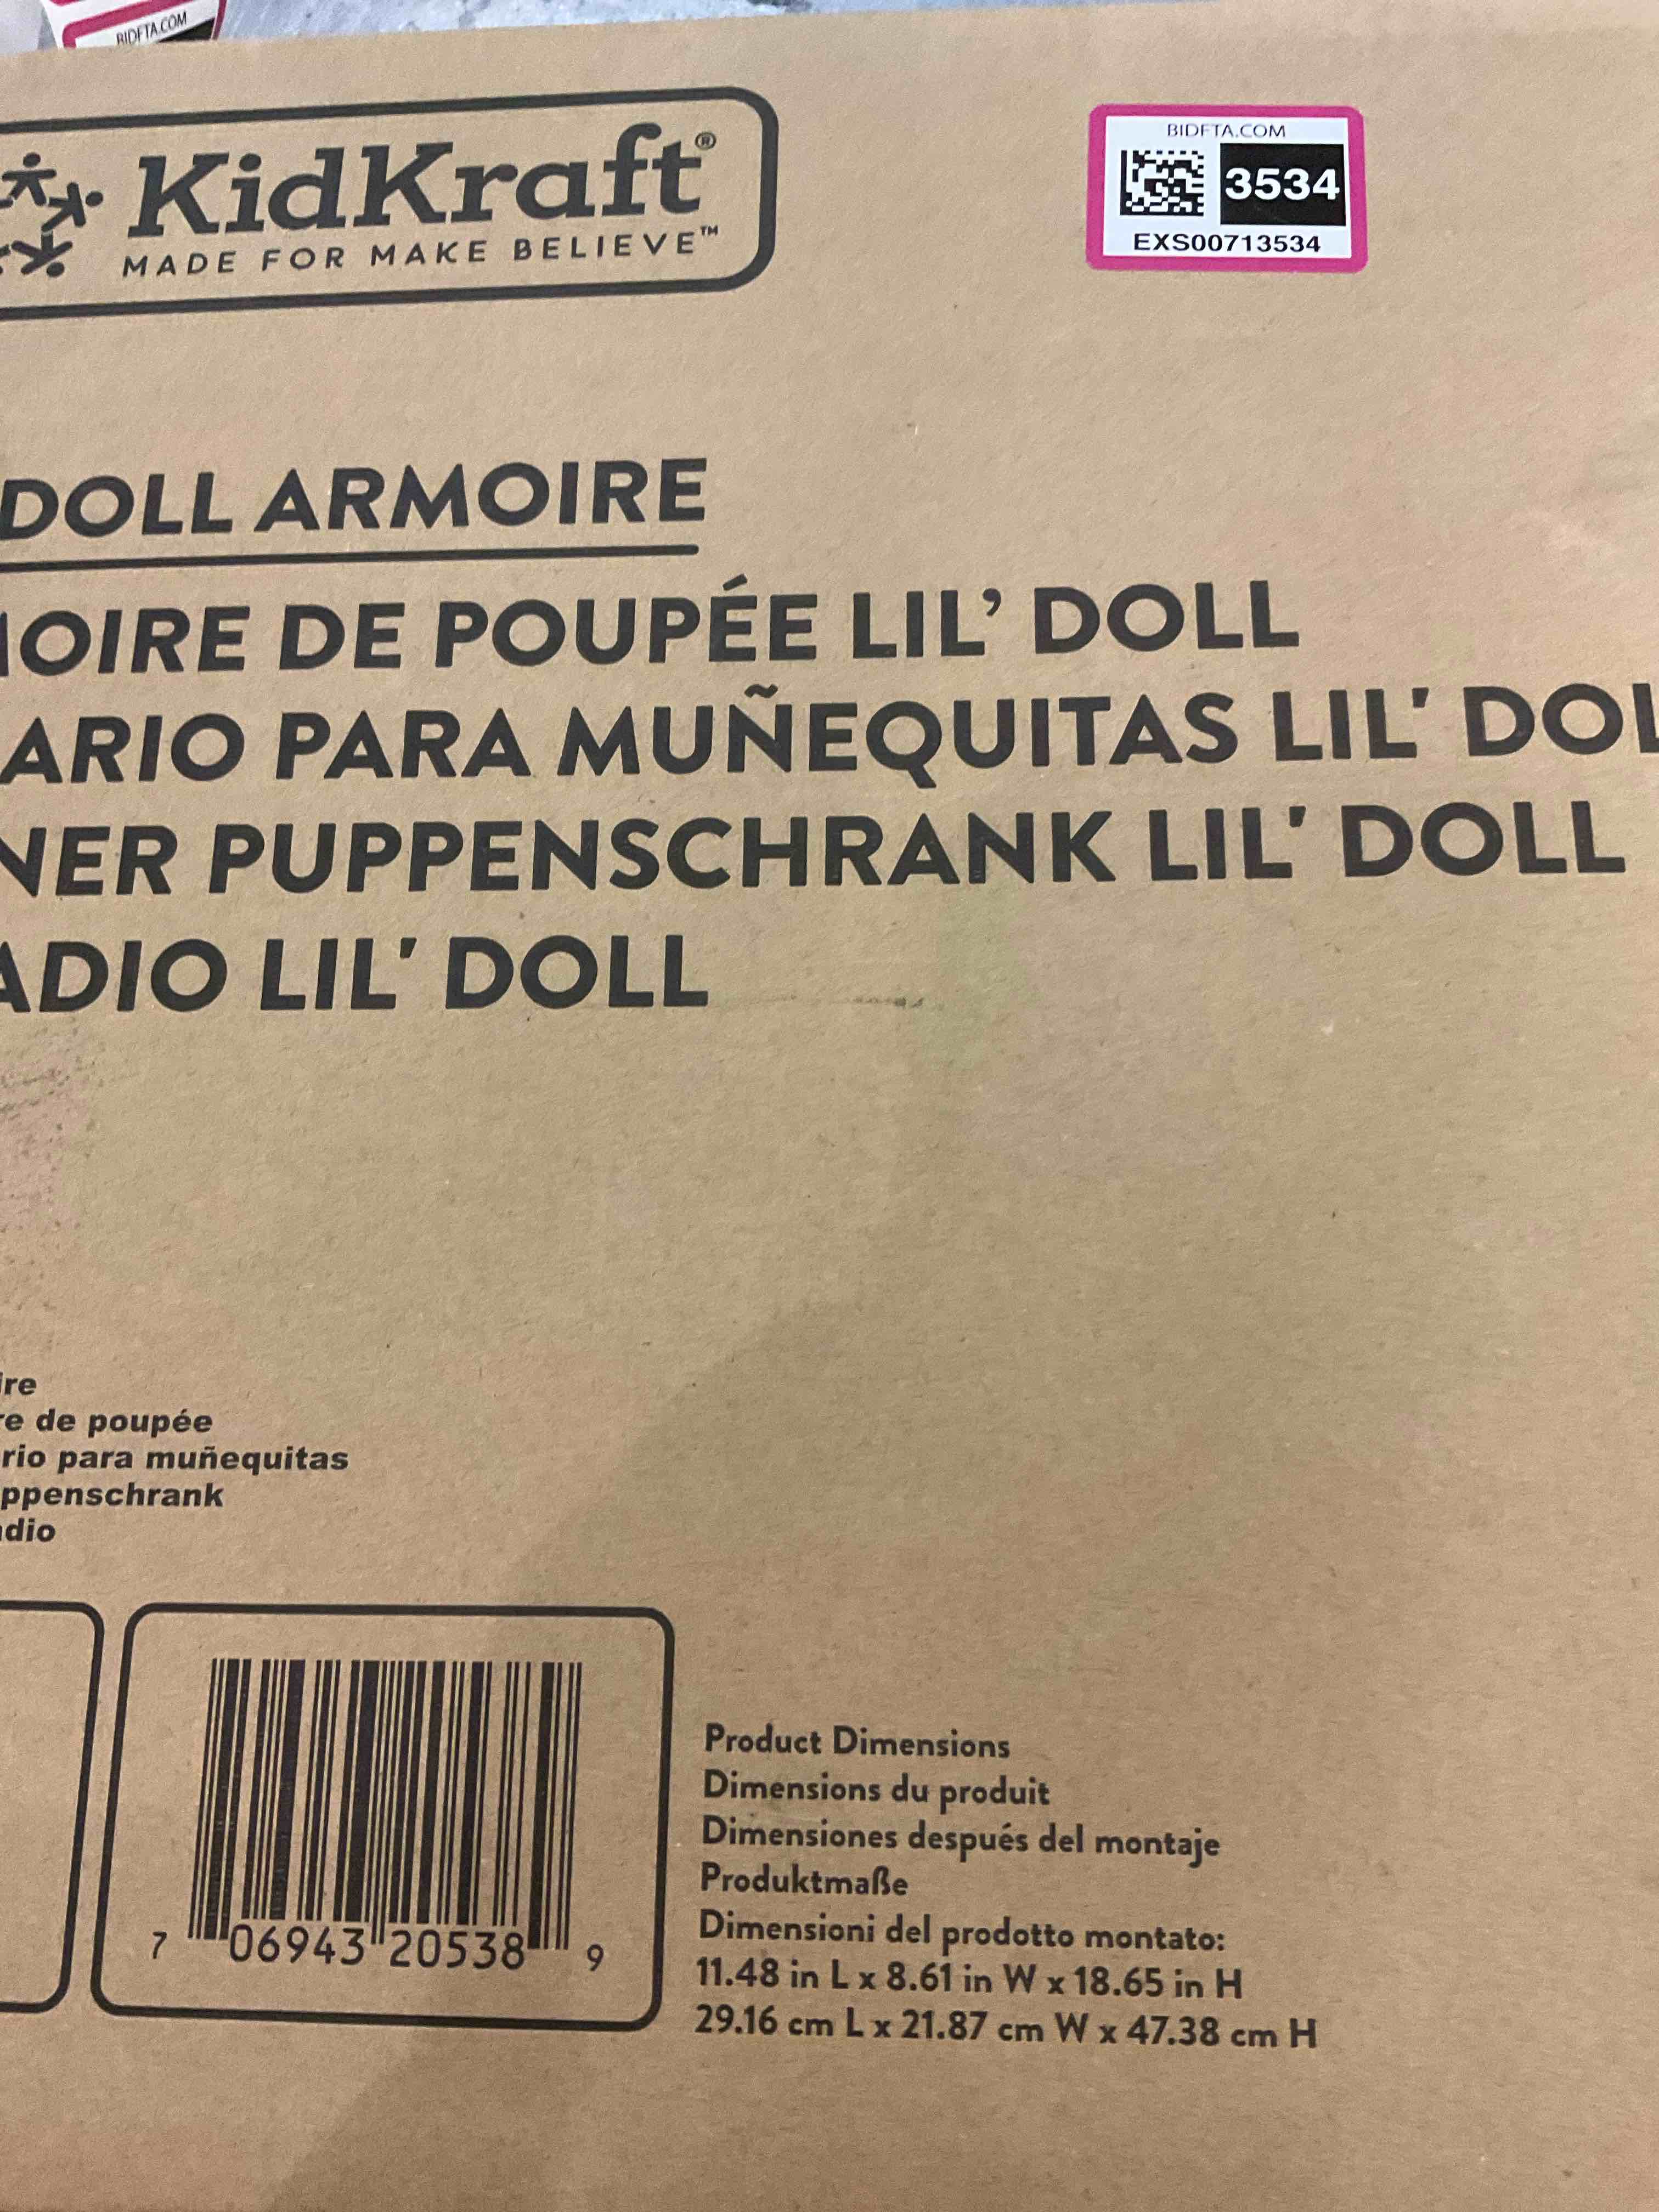 BIDFTA.COM
KidKraft®
MADE FOR MAKE BELIEVE™
BIDFTA.COM
3534
EXS00713534
DOLL ARMOIRE
OIRE DE POUPÉE LIL’ DOLL
ARIO PARA MUÑEQUITAS LIL’ DOL
NER PUPPENSCHRANK LIL’ DOLL
ADIO LIL’ DOLL
ire
re de poupée
rio para muñequitas
ppenschrank
dio
7 06943 20538 9
Product Dimensions
Dimensions du produit
Dimensiones después del montaje
Produktmaße
Dimensioni del prodotto montato:
11.48 in L x 8.61 in W x 18.65 in H
29.16 cm L x 21.87 cm W x 47.38 cm H